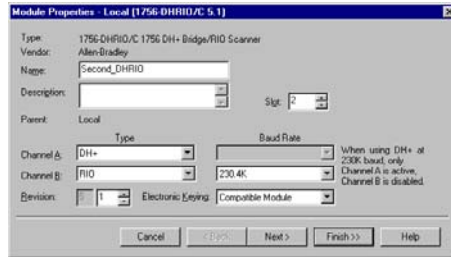 Module Properties - Local (1756-DHRIO/C 5.1)
Type: 1756-DHRIO/C 1756 DH+ Bridge/RIO Scanner
Vendor: Allen-Bradley
Name: Second_DHRIO
Description:
Slot: 2
Parent: Local
Type Baud Rate
Channel A: DH+
Channel B: RIO 230.4K
When using DH+ at
230K baud, only
Channel A is active,
Channel B is disabled.
Revision: 1 Electronic Keying: Compatible Module
Cancel < Back Next > Finish >> Help